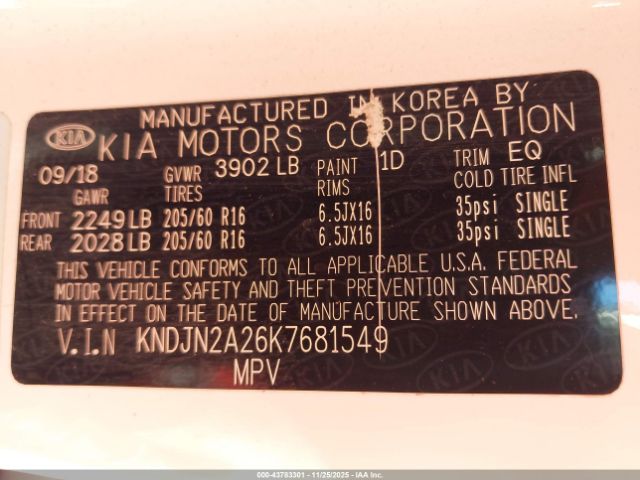 MANUFACTURED IN KOREA BY
KIA KIA MOTORS CORPORATION
09/18 GVWR 3902 LB PAINT 1D TRIM EQ
GAWR TIRES RIMS COLD TIRE INFL
FRONT 2249 LB 205/60 R16 6.5JX16 35psi SINGLE
REAR 2028 LB 205/60 R16 6.5JX16 35psi SINGLE
THIS VEHICLE CONFORMS TO ALL APPLICABLE U.S.A. FEDERAL
MOTOR VEHICLE SAFETY AND THEFT PREVENTION STANDARDS
IN EFFECT ON THE DATE OF MANUFACTURE SHOWN ABOVE.
V.I.N KNDJN2A26K7681549
MPV
000-43783301 - 11/25/2025 - IAA Inc.